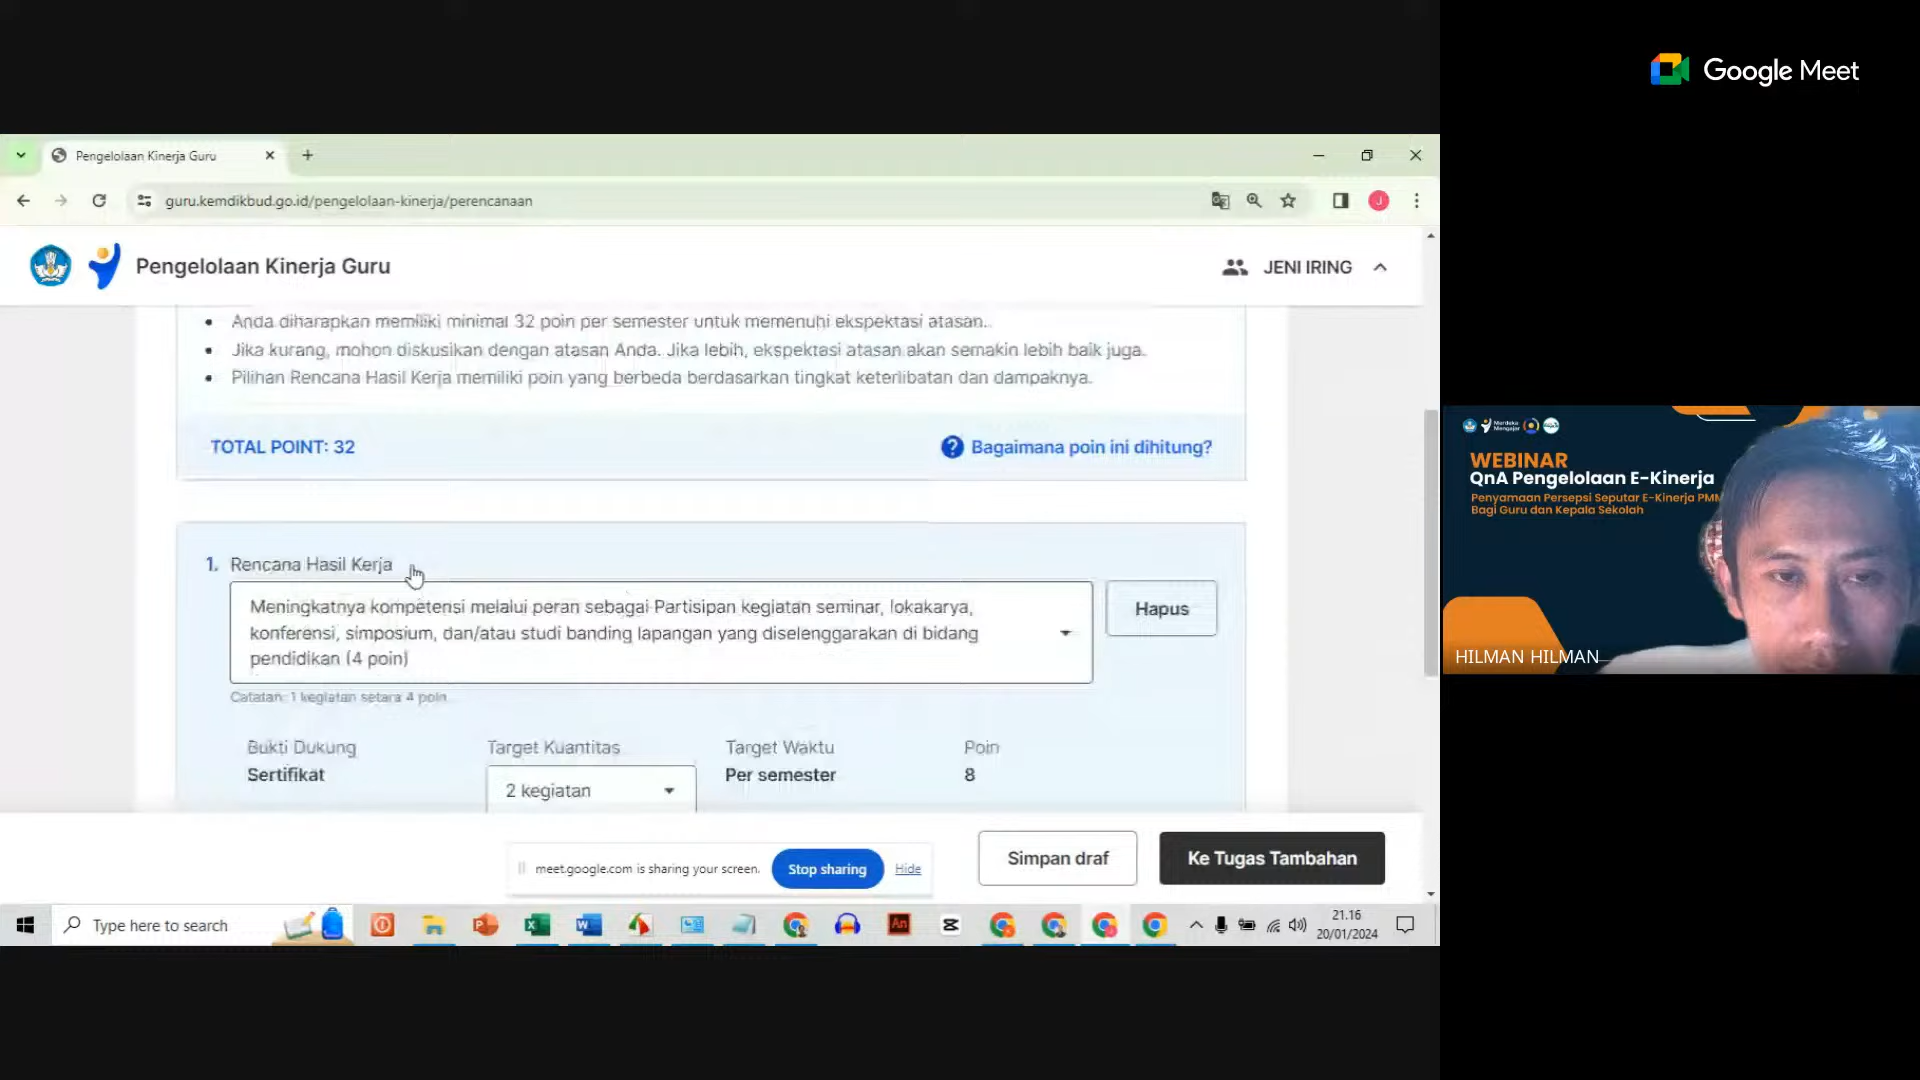 Google Meet
Pengelolaan Kinerja Guru
guru.kemdikbud.go.id/pengelolaan-kinerja/perencanaan
J
Pengelolaan Kinerja Guru
JENI IRING
Anda diharapkan memiliki minimal 32 poin per semester untuk memenuhi ekspektasi atasan..
Jika kurang, mohon diskusikan dengan atasan Anda. Jika lebih, ekspektasi atasan akan semakin lebih baik juga.
Pilihan Rencana Hasil Kerja memiliki poin yang berbeda berdasarkan tingkat keterlibatan dan dampaknya.
TOTAL POINT: 32
? Bagaimana poin ini dihitung?
1. Rencana Hasil Kerja
Meningkatnya kompetensi melalui peran sebagai Partisipan kegiatan seminar, lokakarya,
konferensi, simposium, dan/atau studi banding lapangan yang diselenggarakan di bidang
pendidikan (4 poin)
Hapus
Catatan: 1 kegiatan setara 4 poin
Bukti Dukung
Sertifikat
Target Kuantitas
2 kegiatan
Target Waktu
Per semester
Poin
8
meet.google.com is sharing your screen.
Stop sharing
Hide
Simpan draf
Ke Tugas Tambahan
Type here to search
An
21.16
20/01/2024
Merdeka
Mengajar
WEBINAR
QnA Pengelolaan E-Kinerja
Penyamaan Persepsi Seputar E-Kinerja PMM
Bagi Guru dan Kepala Sekolah
HILMAN HILMAN